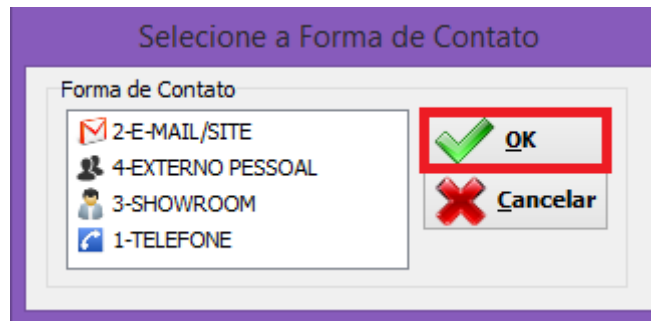 Selecione a Forma de Contato
Forma de Contato
2-E-MAIL/SITE
4-EXTERNO PESSOAL
3-SHOWROOM
1-TELEFONE
OK
Cancelar